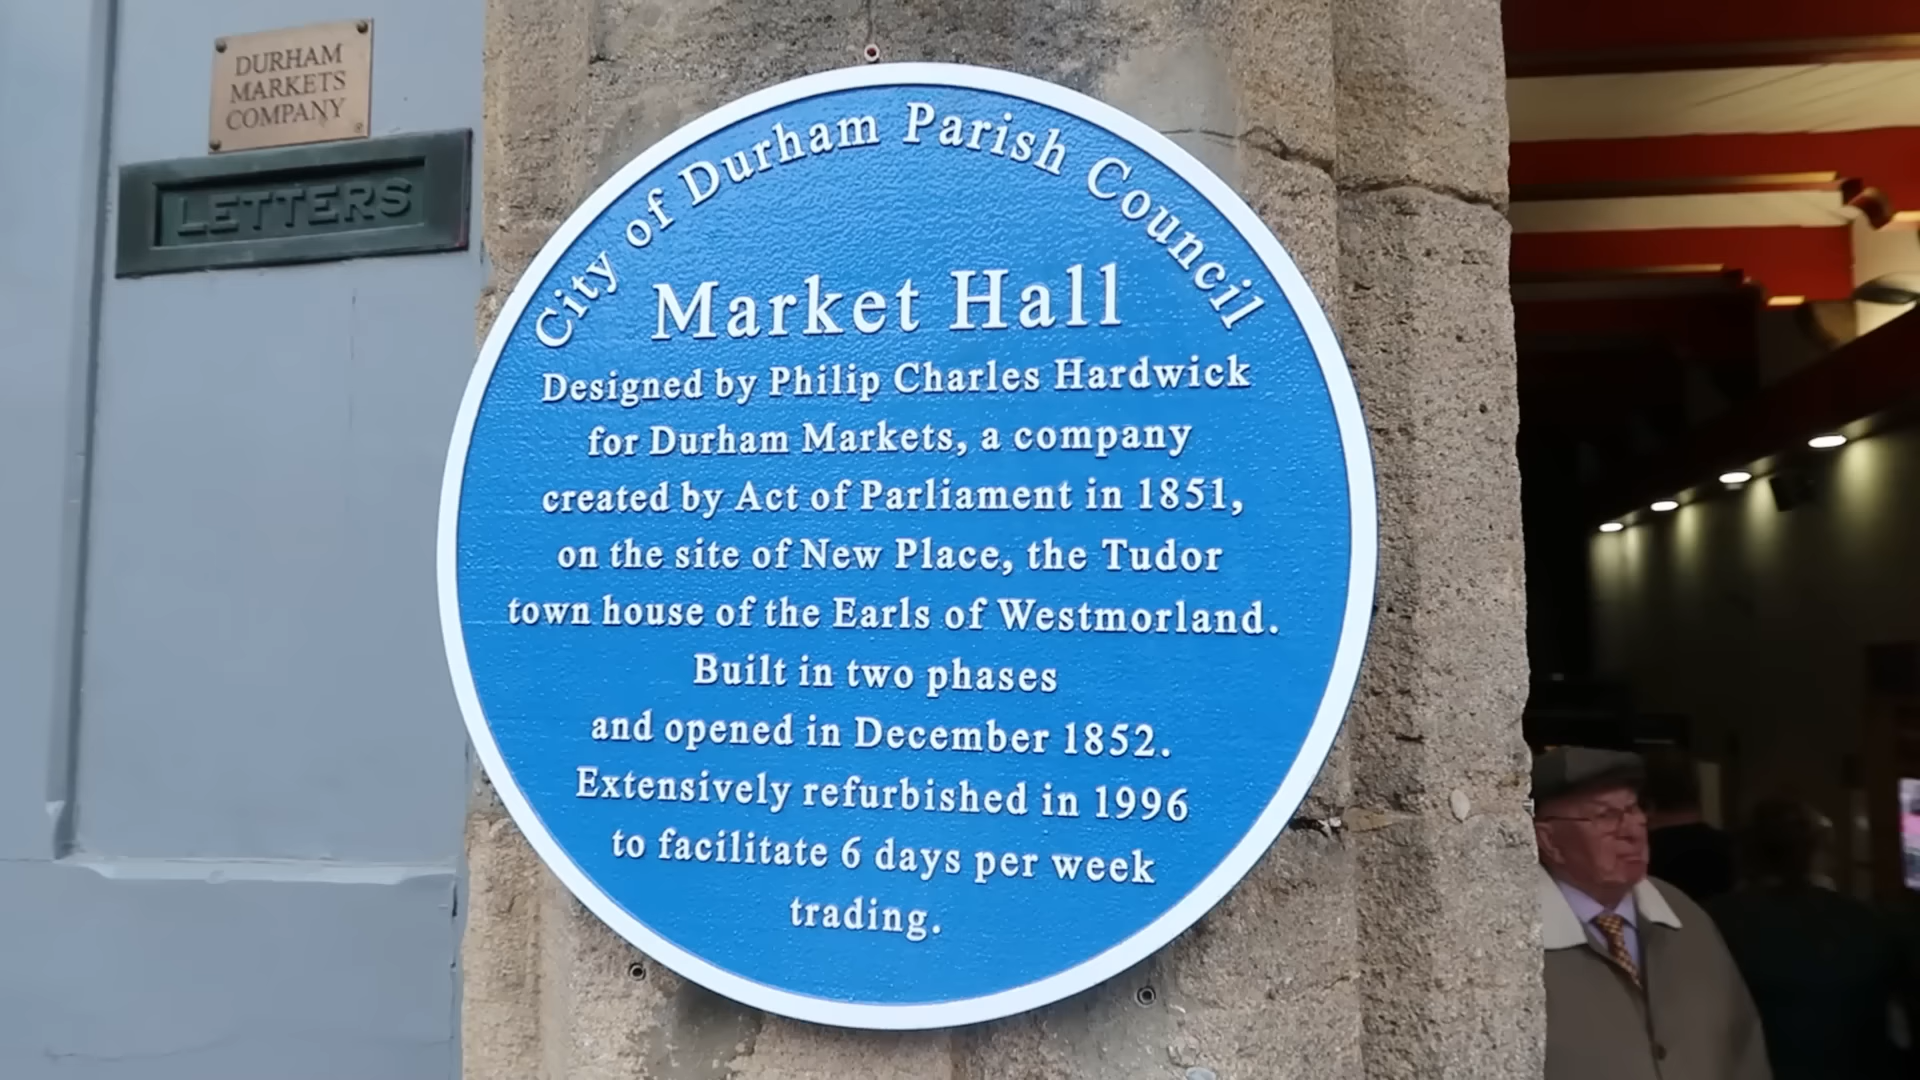 DURHAM
MARKETS
COMPANY
LETTERS
City of Durham Parish Council
Market Hall
Designed by Philip Charles Hardwick
for Durham Markets, a company
created by Act of Parliament in 1851,
on the site of New Place, the Tudor
town house of the Earls of Westmorland.
Built in two phases
and opened in December 1852.
Extensively refurbished in 1996
to facilitate 6 days per week
trading.